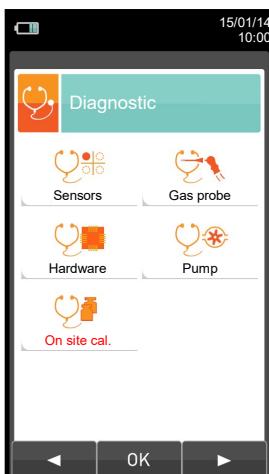 15/01/14
10:00
Diagnostic
Sensors
Gas probe
Hardware
Pump
On site cal.
OK